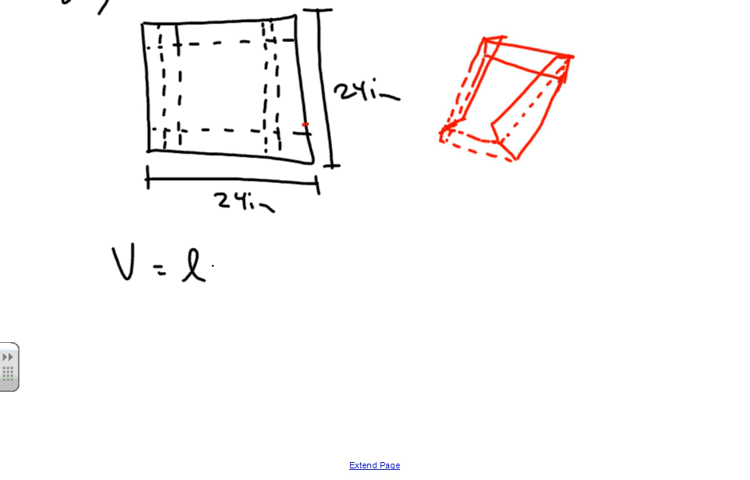 24in
24in
V = l
Extend Page